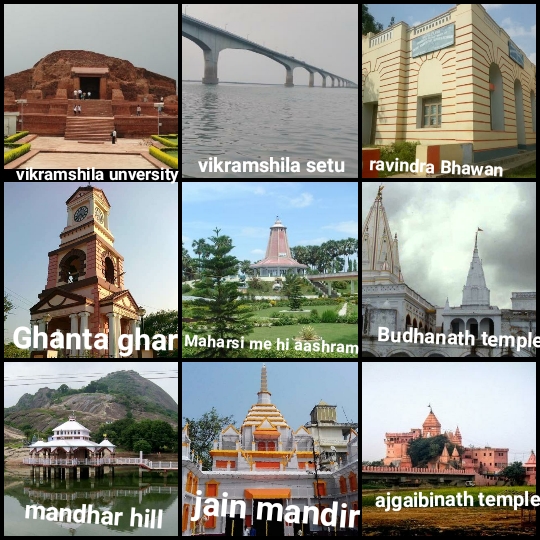 vikramshila unversity
vikramshila setu
ravindra Bhawan
Ghanta ghar
Maharsi me hi aashram
Budhanath temple
mandhar hill
jain mandir
ajgaibinath temple